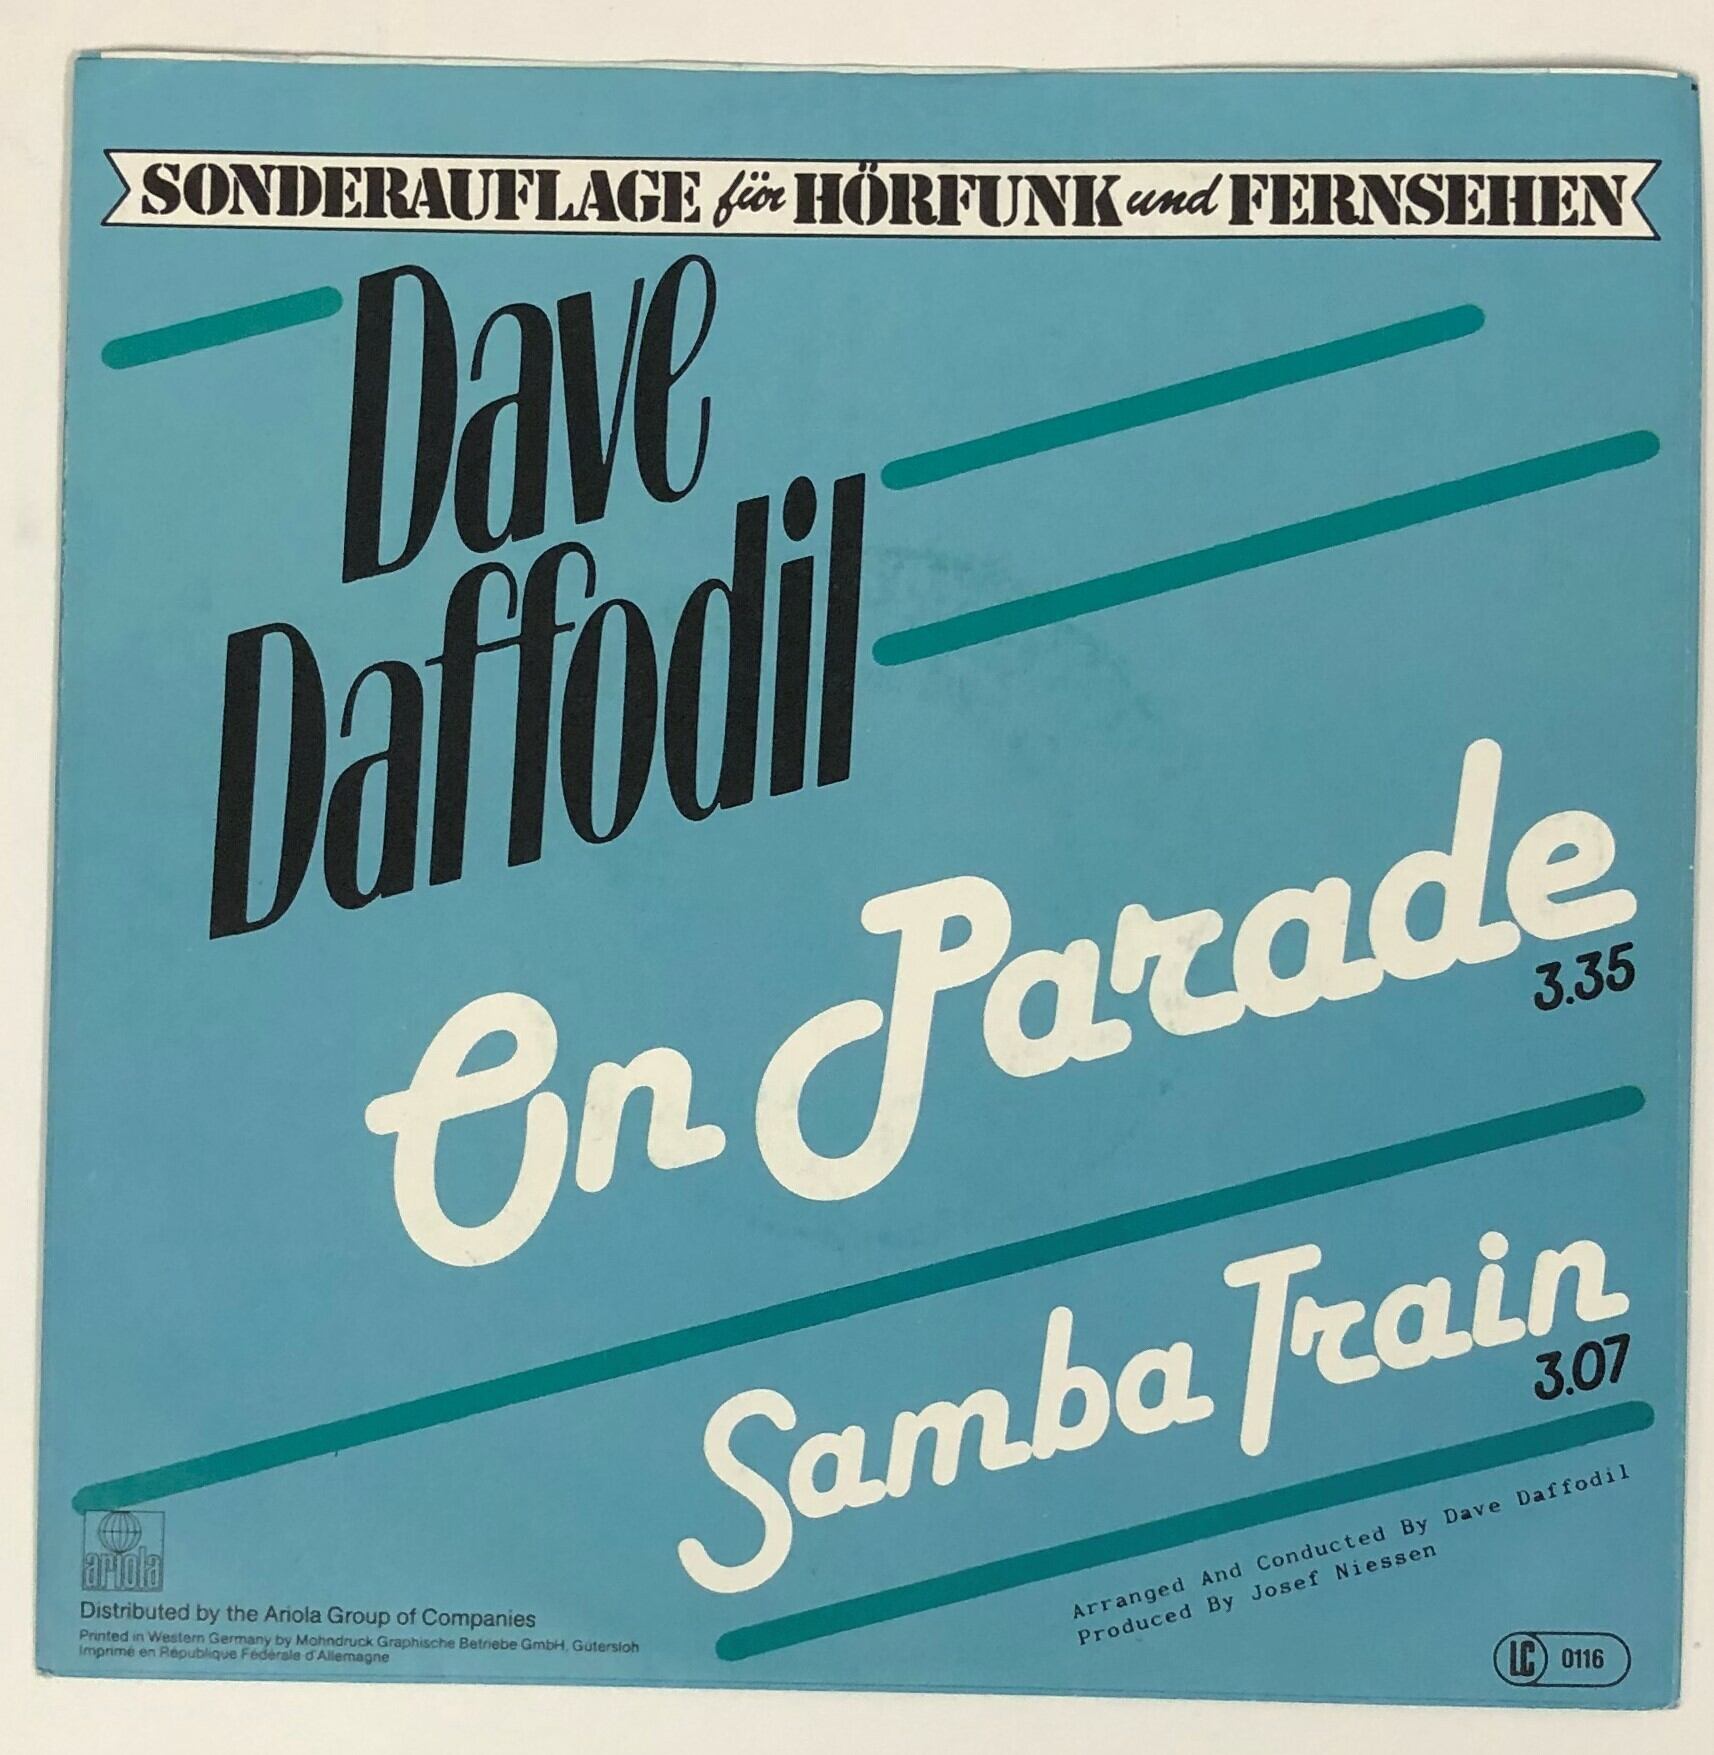 SONDERAUFLAGE für HÖRFUNK und FERNSEHEN
Dave
Daffodil
On Parade
3.35
Samba Train
3.07
Arranged And Conducted By Dave Daffodil
Produced By Josef Niessen
ariola
Distributed by the Ariola Group of Companies
Printed in Western Germany by Mohndruck Graphische Betriebe GmbH, Gütersloh
Imprimé en République Fédérale d'Allemagne
LC 0116